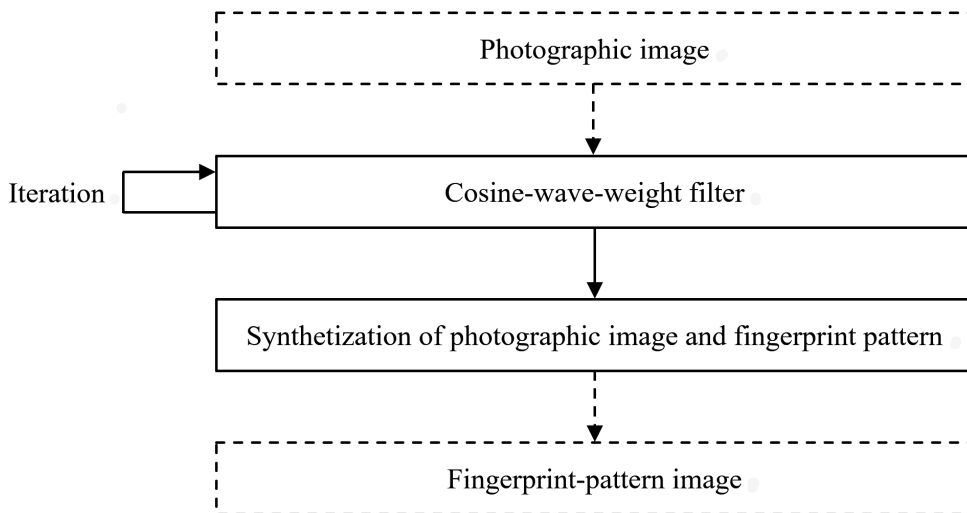 Photographic image
Iteration
Cosine-wave-weight filter
Synthetization of photographic image and fingerprint pattern
Fingerprint-pattern image